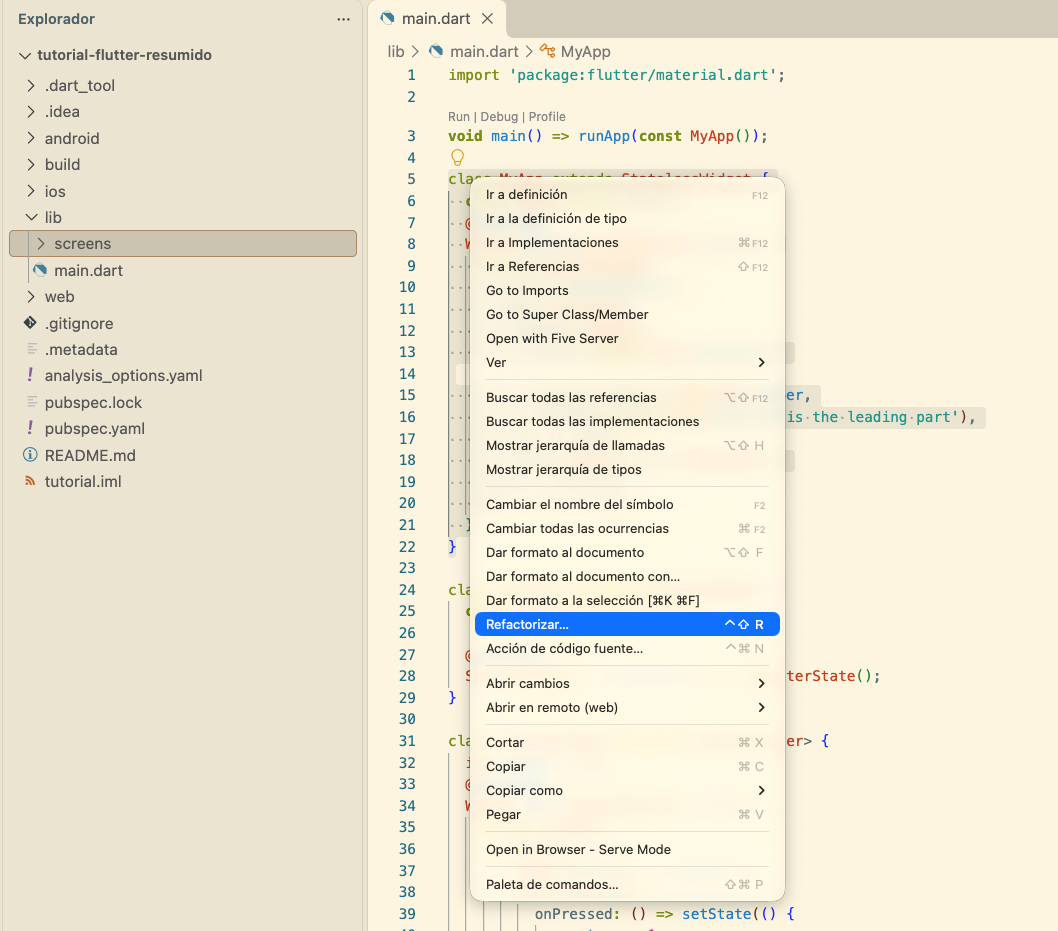 Explorador
tutorial-flutter-resumido
.dart_tool
.idea
android
build
ios
lib
screens
main.dart
web
.gitignore
.metadata
analysis_options.yaml
pubspec.lock
pubspec.yaml
README.md
tutorial.iml
main.dart
lib > main.dart > MyApp
1 import 'package:flutter/material.dart';
2
Run | Debug | Profile
3 void main() => runApp(const MyApp());
4
5
6
7
8
9
10
11
12
13
14
15 er,
16 is the leading part'),
17
18
19
20
21 }
22 }
23
24 cla
25
26
27 @
28 terState();
29 }
30
31 cla er> {
32
33 @
34
35
36
37
38
39 onPressed: () => setState(() {
Ir a definición F12
Ir a la definición de tipo
Ir a Implementaciones ⌘F12
Ir a Referencias ⇧F12
Go to Imports
Go to Super Class/Member
Open with Five Server
Ver
Buscar todas las referencias ⌥⇧F12
Buscar todas las implementaciones
Mostrar jerarquía de llamadas ⌥⇧ H
Mostrar jerarquía de tipos
Cambiar el nombre del símbolo F2
Cambiar todas las ocurrencias ⌘ F2
Dar formato al documento ⌥⇧ F
Dar formato al documento con...
Dar formato a la selección [⌘K ⌘F]
Refactorizar... ^⇧ R
Acción de código fuente... ^⌘ N
Abrir cambios
Abrir en remoto (web)
Cortar ⌘ X
Copiar ⌘ C
Copiar como
Pegar ⌘ V
Open in Browser - Serve Mode
Paleta de comandos... ⇧⌘ P